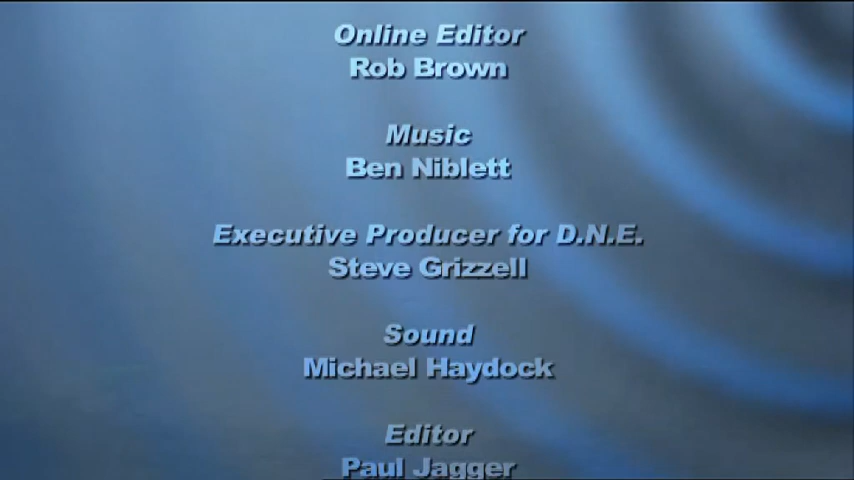 Online Editor
Rob Brown
Music
Ben Niblett
Executive Producer for D.N.E.
Steve Grizzell
Sound
Michael Haydock
Editor
Paul Jagger